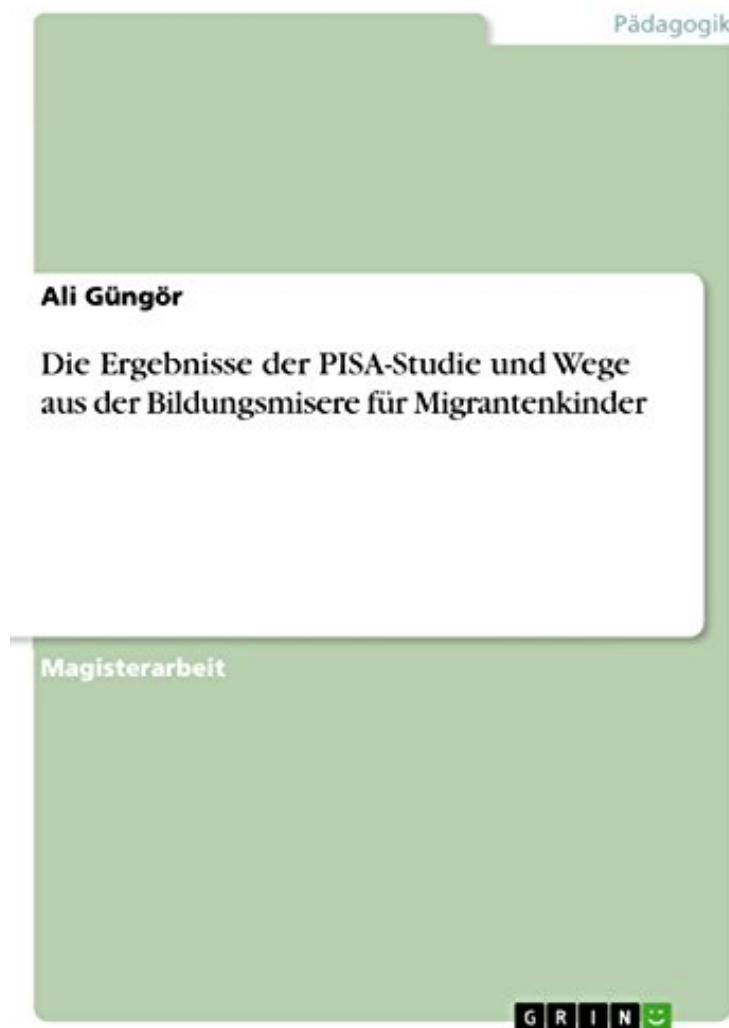 Pädagogik
Ali Güngör
Die Ergebnisse der PISA-Studie und Wege
aus der Bildungsmisere für Migrantenkinder
Magisterarbeit
GRIN